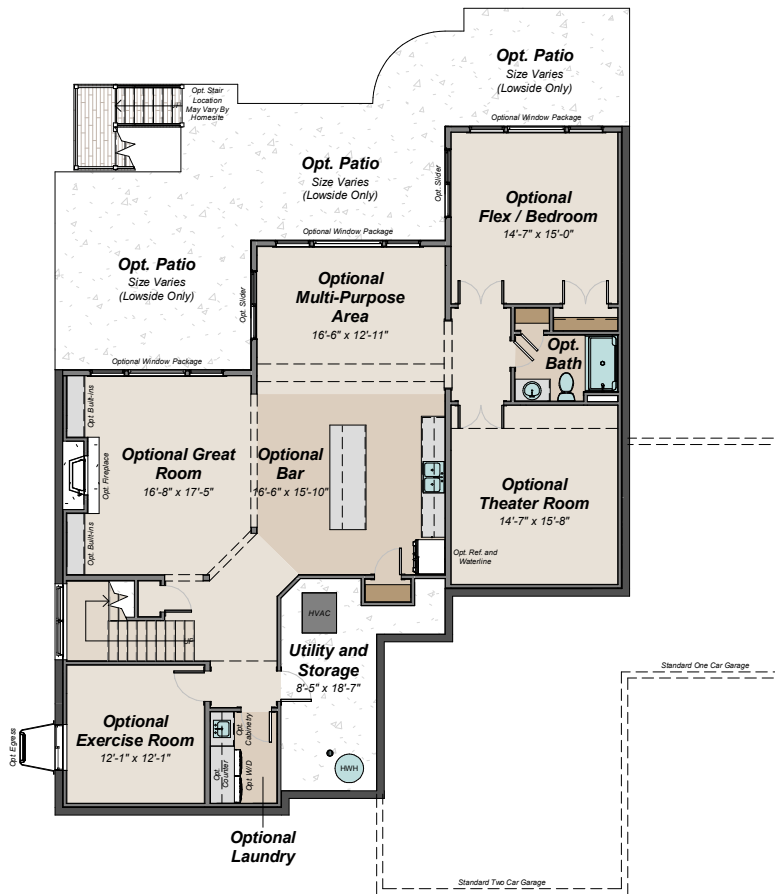 Opt. Patio
Size Varies
(Lowside Only)
Opt. Stair
Location
May Vary By
Homesite
UP
Optional Window Package
Opt. Patio
Size Varies
(Lowside Only)
Opt. Slider
Optional
Flex / Bedroom
14'-7" x 15'-0"
Optional Window Package
Opt. Patio
Size Varies
(Lowside Only)
Opt. Slider
Optional
Multi-Purpose
Area
16'-6" x 12'-11"
Opt.
Bath
Optional Window Package
Opt. Built-ins
Opt. Fireplace
Opt. Built-ins
Optional Great
Room
16'-8" x 17'-5"
Optional
Bar
16'-6" x 15'-10"
Optional
Theater Room
14'-7" x 15'-8"
Opt. Ref. and
Waterline
HVAC
UP
Utility and
Storage
8'-5" x 18'-7"
Standard One Car Garage
Optional
Exercise Room
12'-1" x 12'-1"
Opt. Egress
Opt.
Cabinetry
Opt.
Counter
Opt. W/D
HWH
Optional
Laundry
Standard Two Car Garage